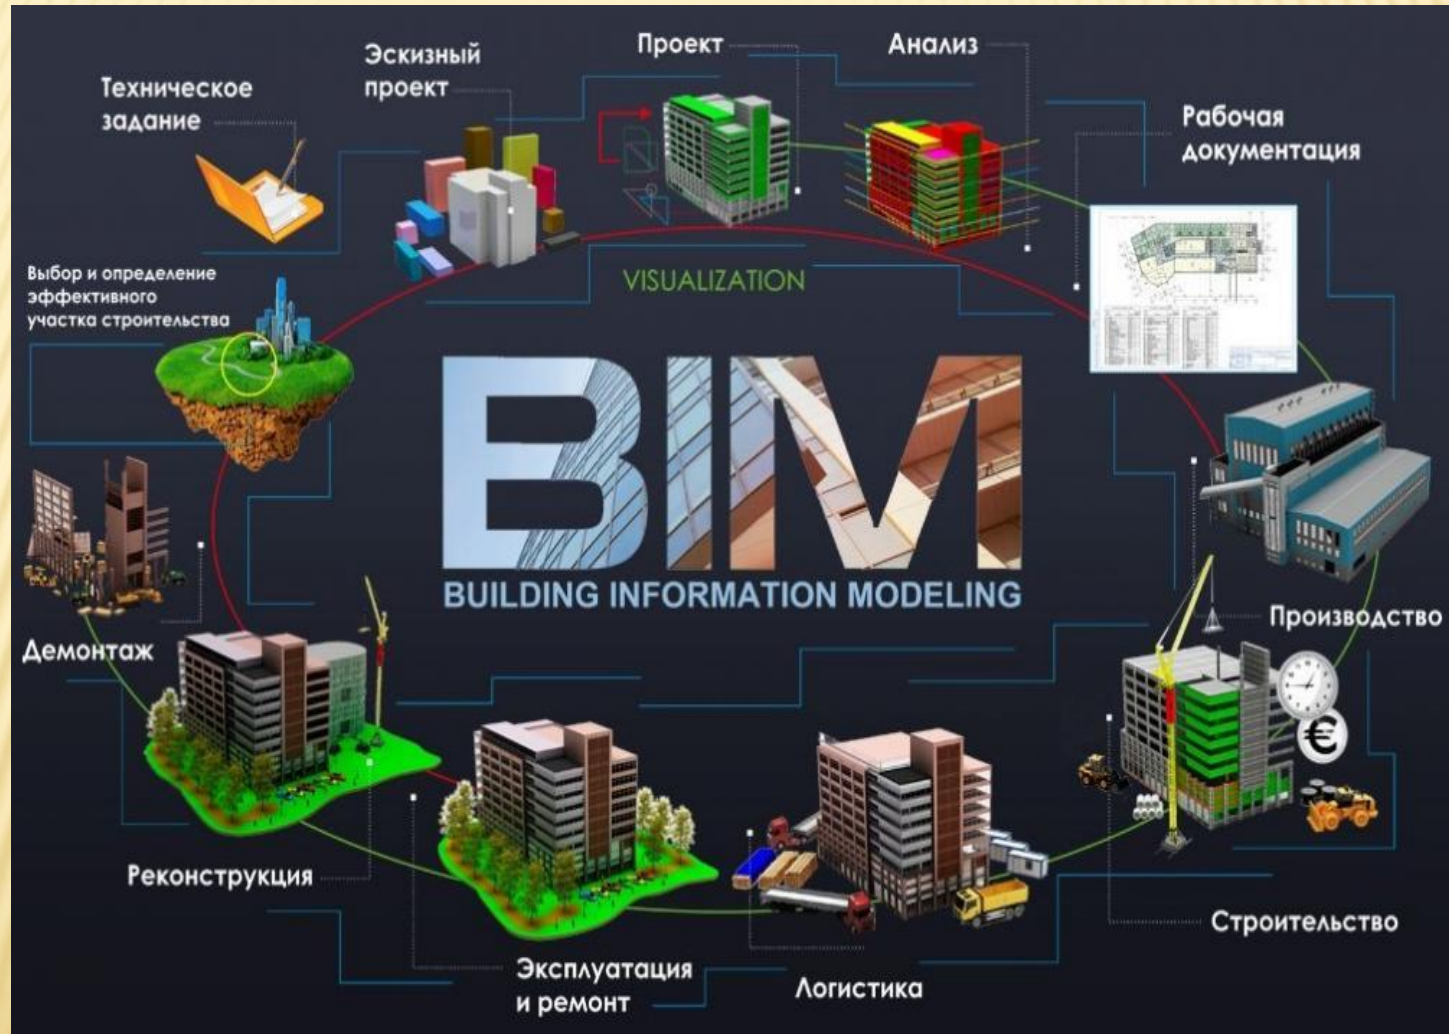 Проект
Анализ
Эскизный
проект
Техническое
задание
Рабочая
документация
Выбор и определение
эффективного
участка строительства
VISUALIZATION
BIM
BUILDING INFORMATION MODELING
Производство
Демонтаж
€
Реконструкция
Строительство
Эксплуатация
и ремонт
Логистика